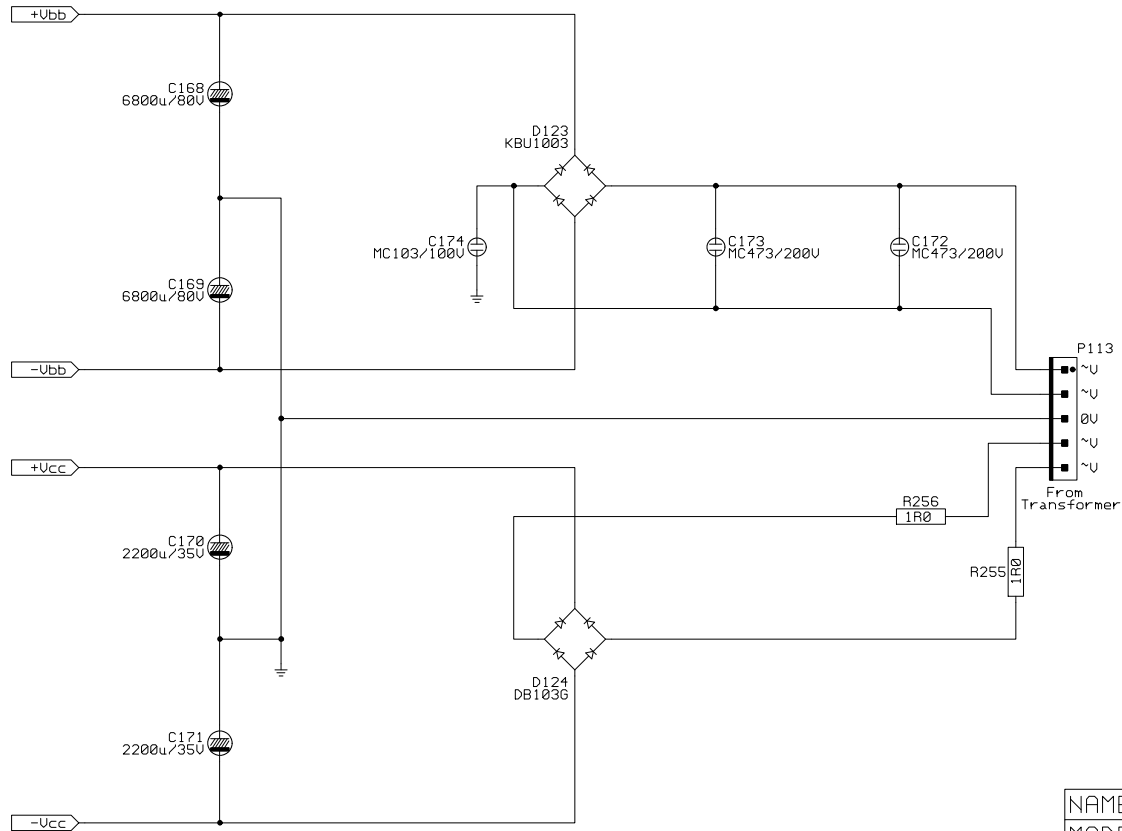 +Vbb
C168
6800u/80V
D123
KBU1003
C174
MC103/100V
C173
MC473/200V
C172
MC473/200V
C169
6800u/80V
P113
-Vbb
~V
~V
0V
+Vcc
~V
~V
From
Transformer
R256
1R0
C170
2200u/35V
R255
1R0
D124
DB103G
C171
2200u/35V
NAME
-Vcc